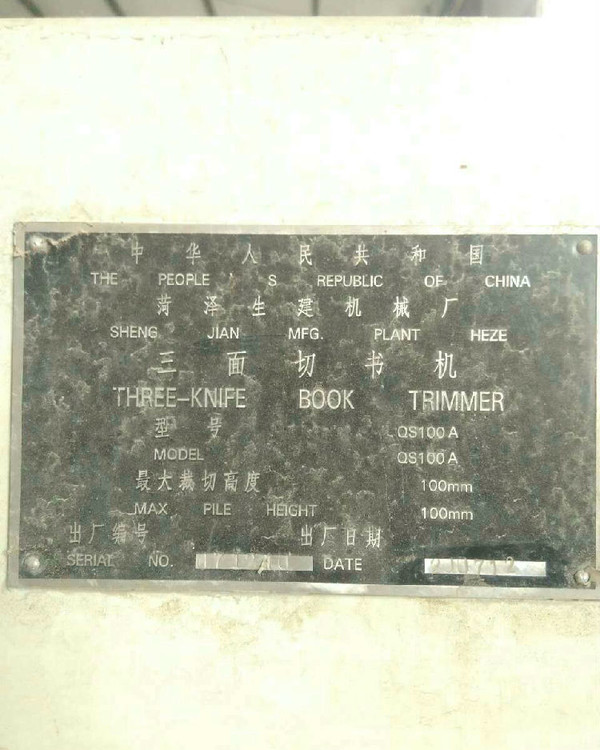 中华人民共和国
THE PEOPLE'S REPUBLIC OF CHINA
菏泽生建机械厂
SHENG JIAN MFG. PLANT HEZE
三面切书机
THREE-KNIFE BOOK TRIMMER
型号 QS100A
MODEL QS100A
最大裁切高度 100mm
MAX PILE HEIGHT 100mm
出厂编号 出厂日期
SERIAL NO. DATE